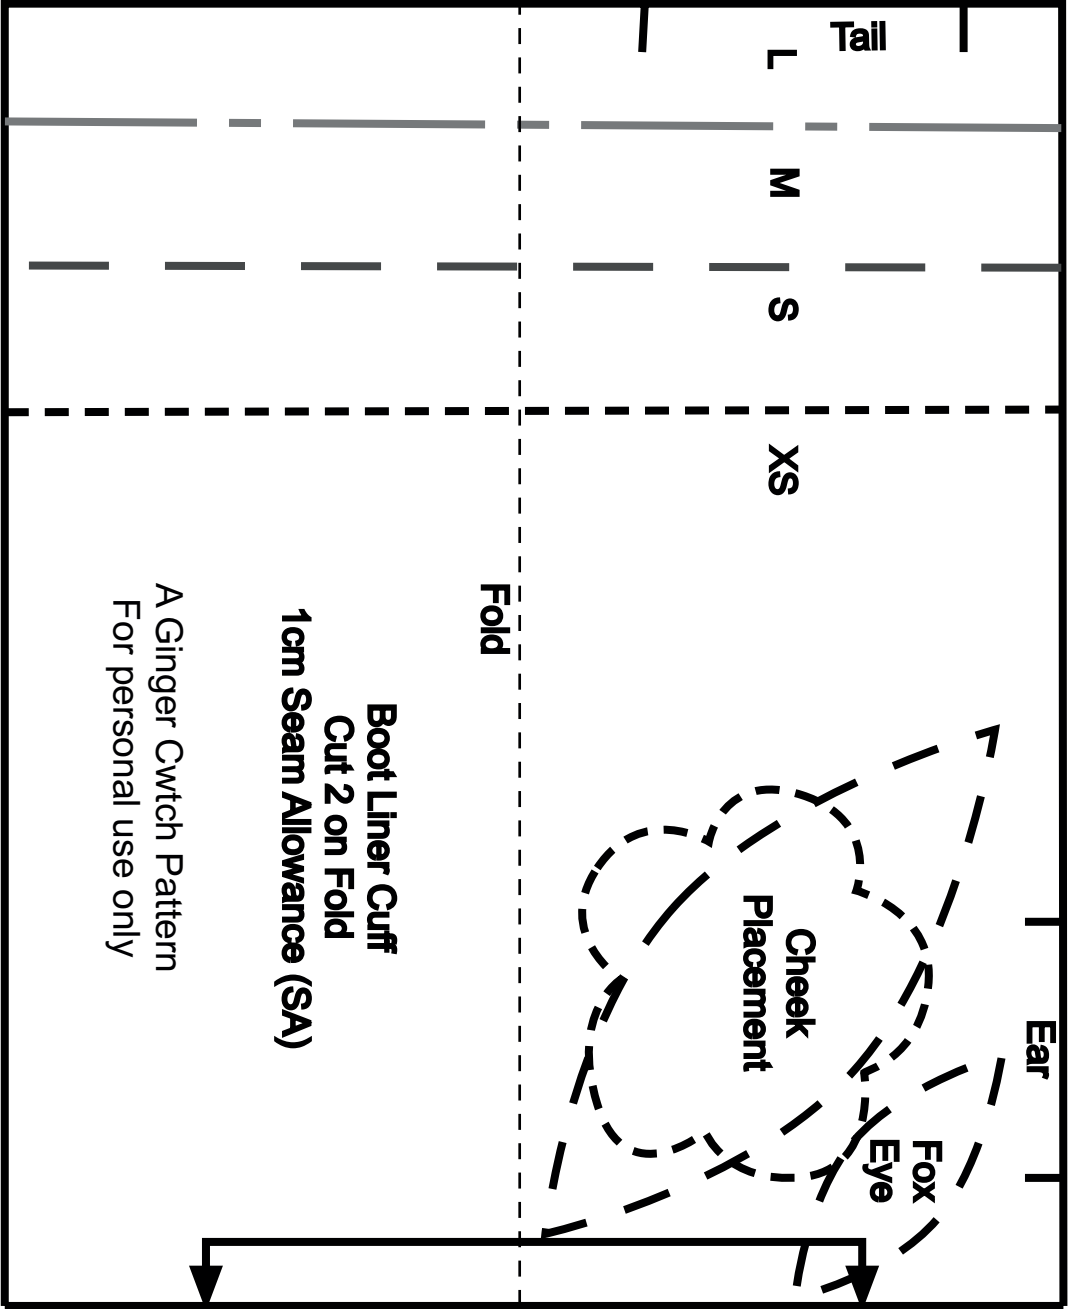 Tail
L
M
S
XS
Fold
Cheek
Placement
Ear
Fox
Eye
Boot Liner Cuff
Cut 2 on Fold
1cm Seam Allowance (SA)
A Ginger Cwtch Pattern
For personal use only